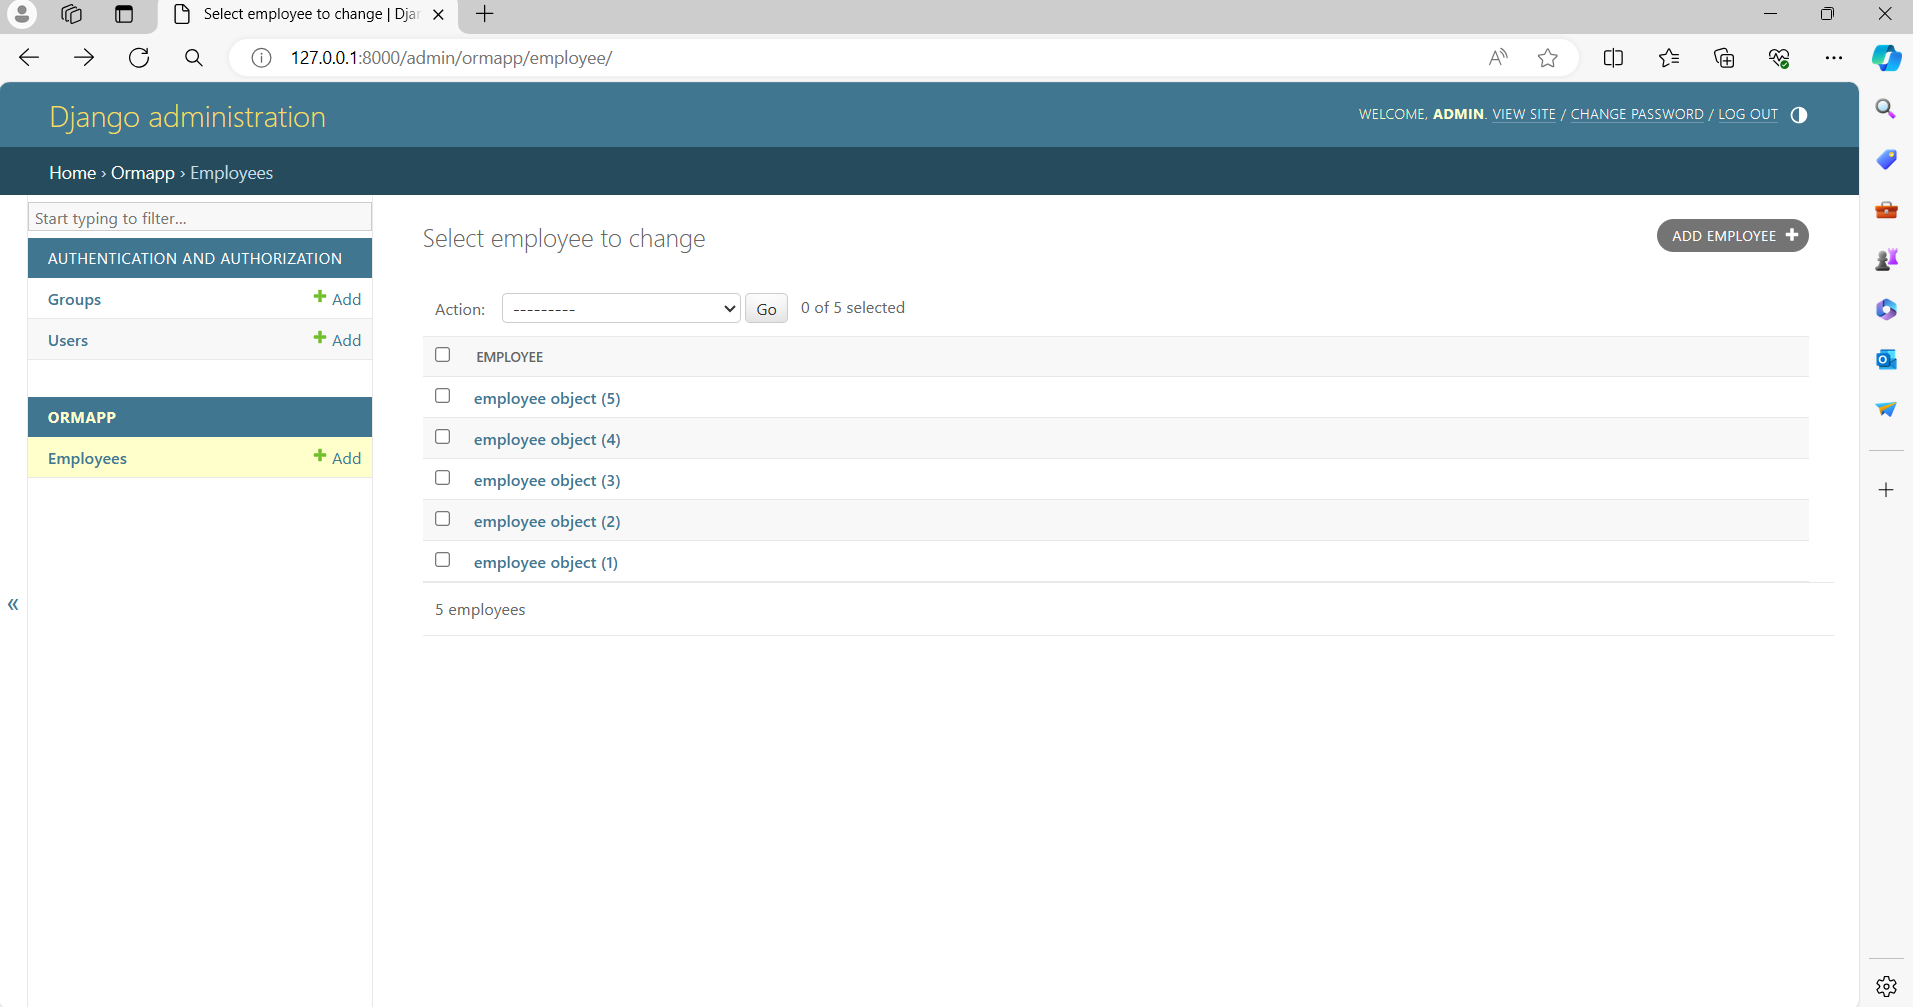 Select employee to change | Djan
127.0.0.1:8000/admin/ormapp/employee/
Django administration
WELCOME, ADMIN. VIEW SITE / CHANGE PASSWORD / LOG OUT
Home › Ormapp › Employees
Start typing to filter...
AUTHENTICATION AND AUTHORIZATION
Groups + Add
Users + Add
ORMAPP
Employees + Add
«
Select employee to change
ADD EMPLOYEE +
Action: --------- Go 0 of 5 selected
EMPLOYEE
employee object (5)
employee object (4)
employee object (3)
employee object (2)
employee object (1)
5 employees